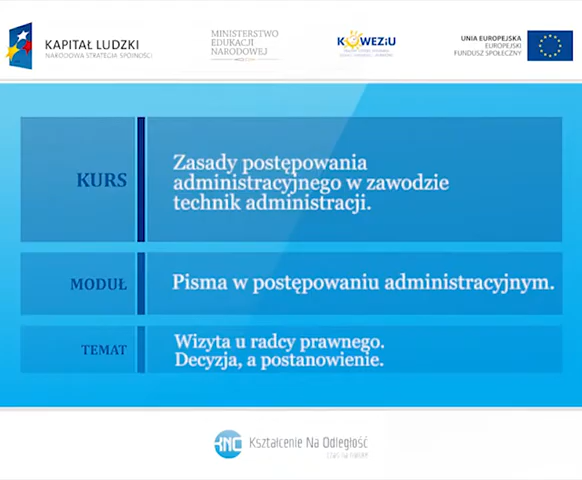 KAPITAŁ LUDZKI
NARODOWA STRATEGIA SPÓJNOŚCI
MINISTERSTWO
EDUKACJI
NARODOWEJ
KOWEZiU
UNIA EUROPEJSKA
EUROPEJSKI
FUNDUSZ SPOŁECZNY
KURS
Zasady postępowania
administracyjnego w zawodzie
technik administracji.
MODUŁ
Pisma w postępowaniu administracyjnym.
TEMAT
Wizyta u radcy prawnego.
Decyzja, a postanowienie.
KNO
Kształcenie Na Odległość